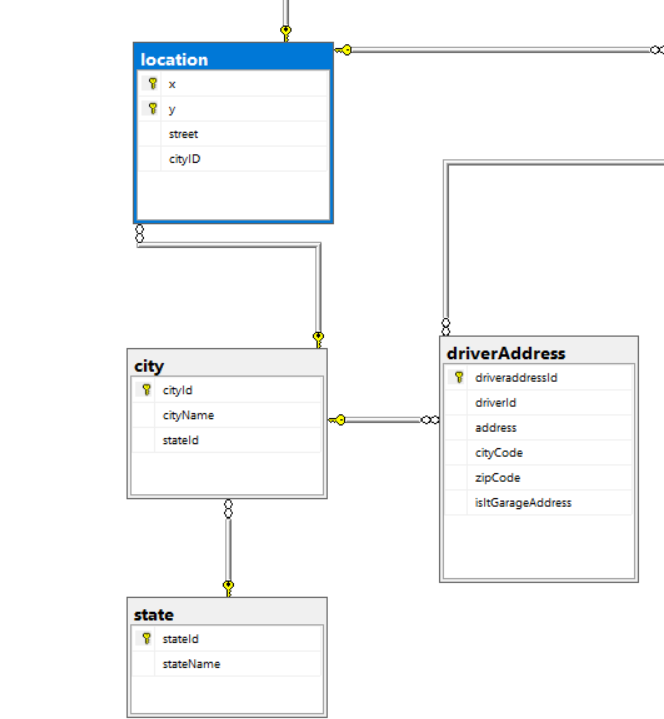 location
x
y
street
cityID
city
cityId
cityName
stateId
driverAddress
driveraddressId
driverId
address
cityCode
zipCode
isItGarageAddress
state
stateId
stateName